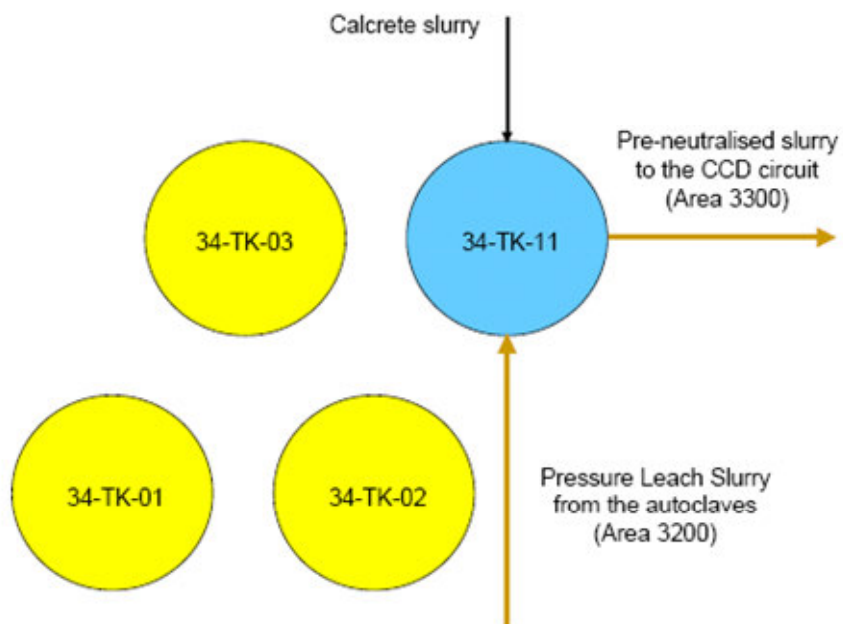 Calcrete slurry
Pre-neutralised slurry
to the CCD circuit
(Area 3300)
34-TK-03
34-TK-11
34-TK-01
34-TK-02
Pressure Leach Slurry
from the autoclaves
(Area 3200)